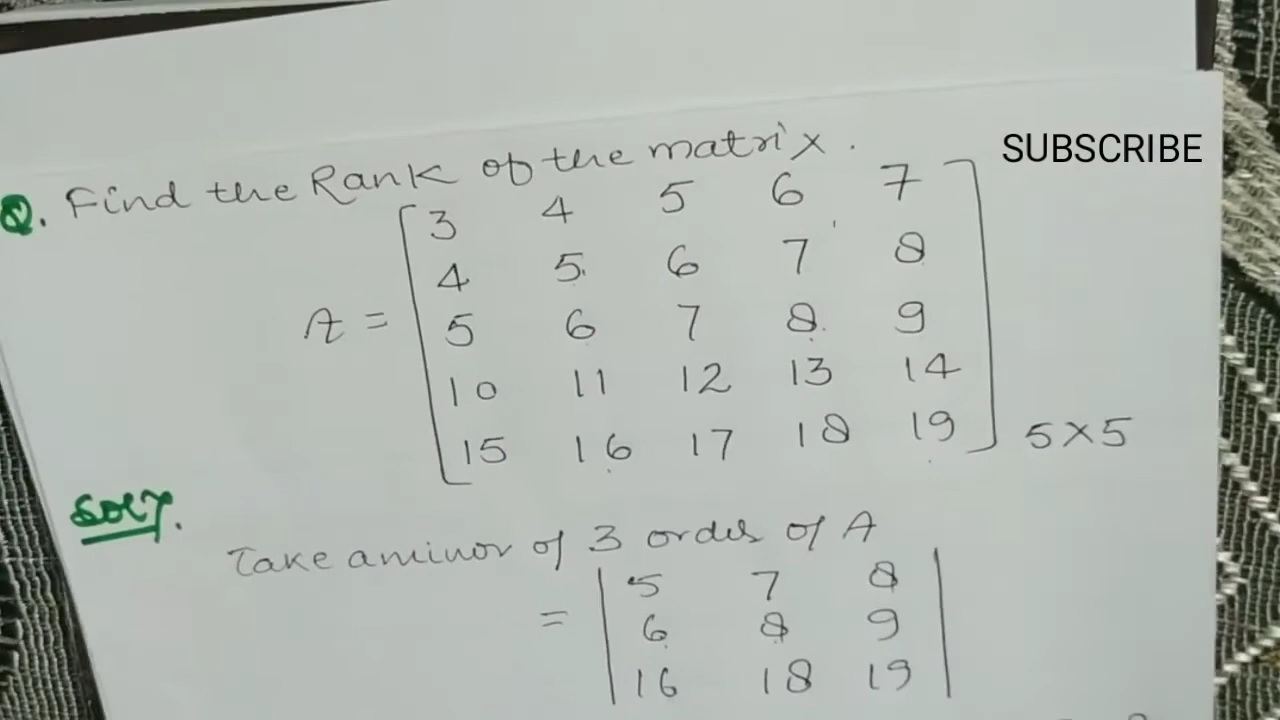 SUBSCRIBE
Q. Find the Rank of the matrix.
3 4 5 6 7
4 5 6 7 8
A = 5 6 7 8 9
10 11 12 13 14
15 16 17 18 19
5×5
Soln.
Take a minor of 3 order of A
5 7 8
= 6 8 9
16 18 19